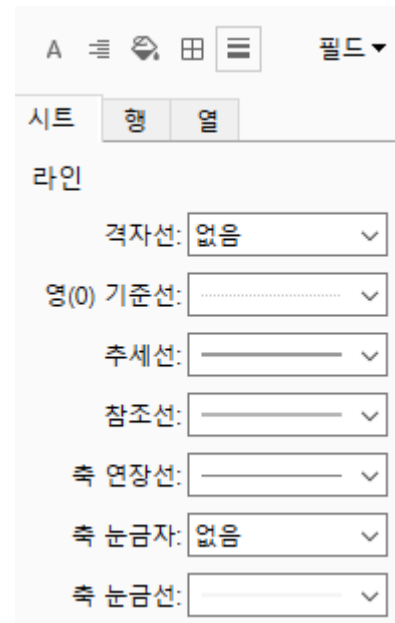 A 필드
시트 행 열
라인
격자선: 없음
영(0) 기준선:
추세선:
참조선:
축 연장선:
축 눈금자: 없음
축 눈금선: